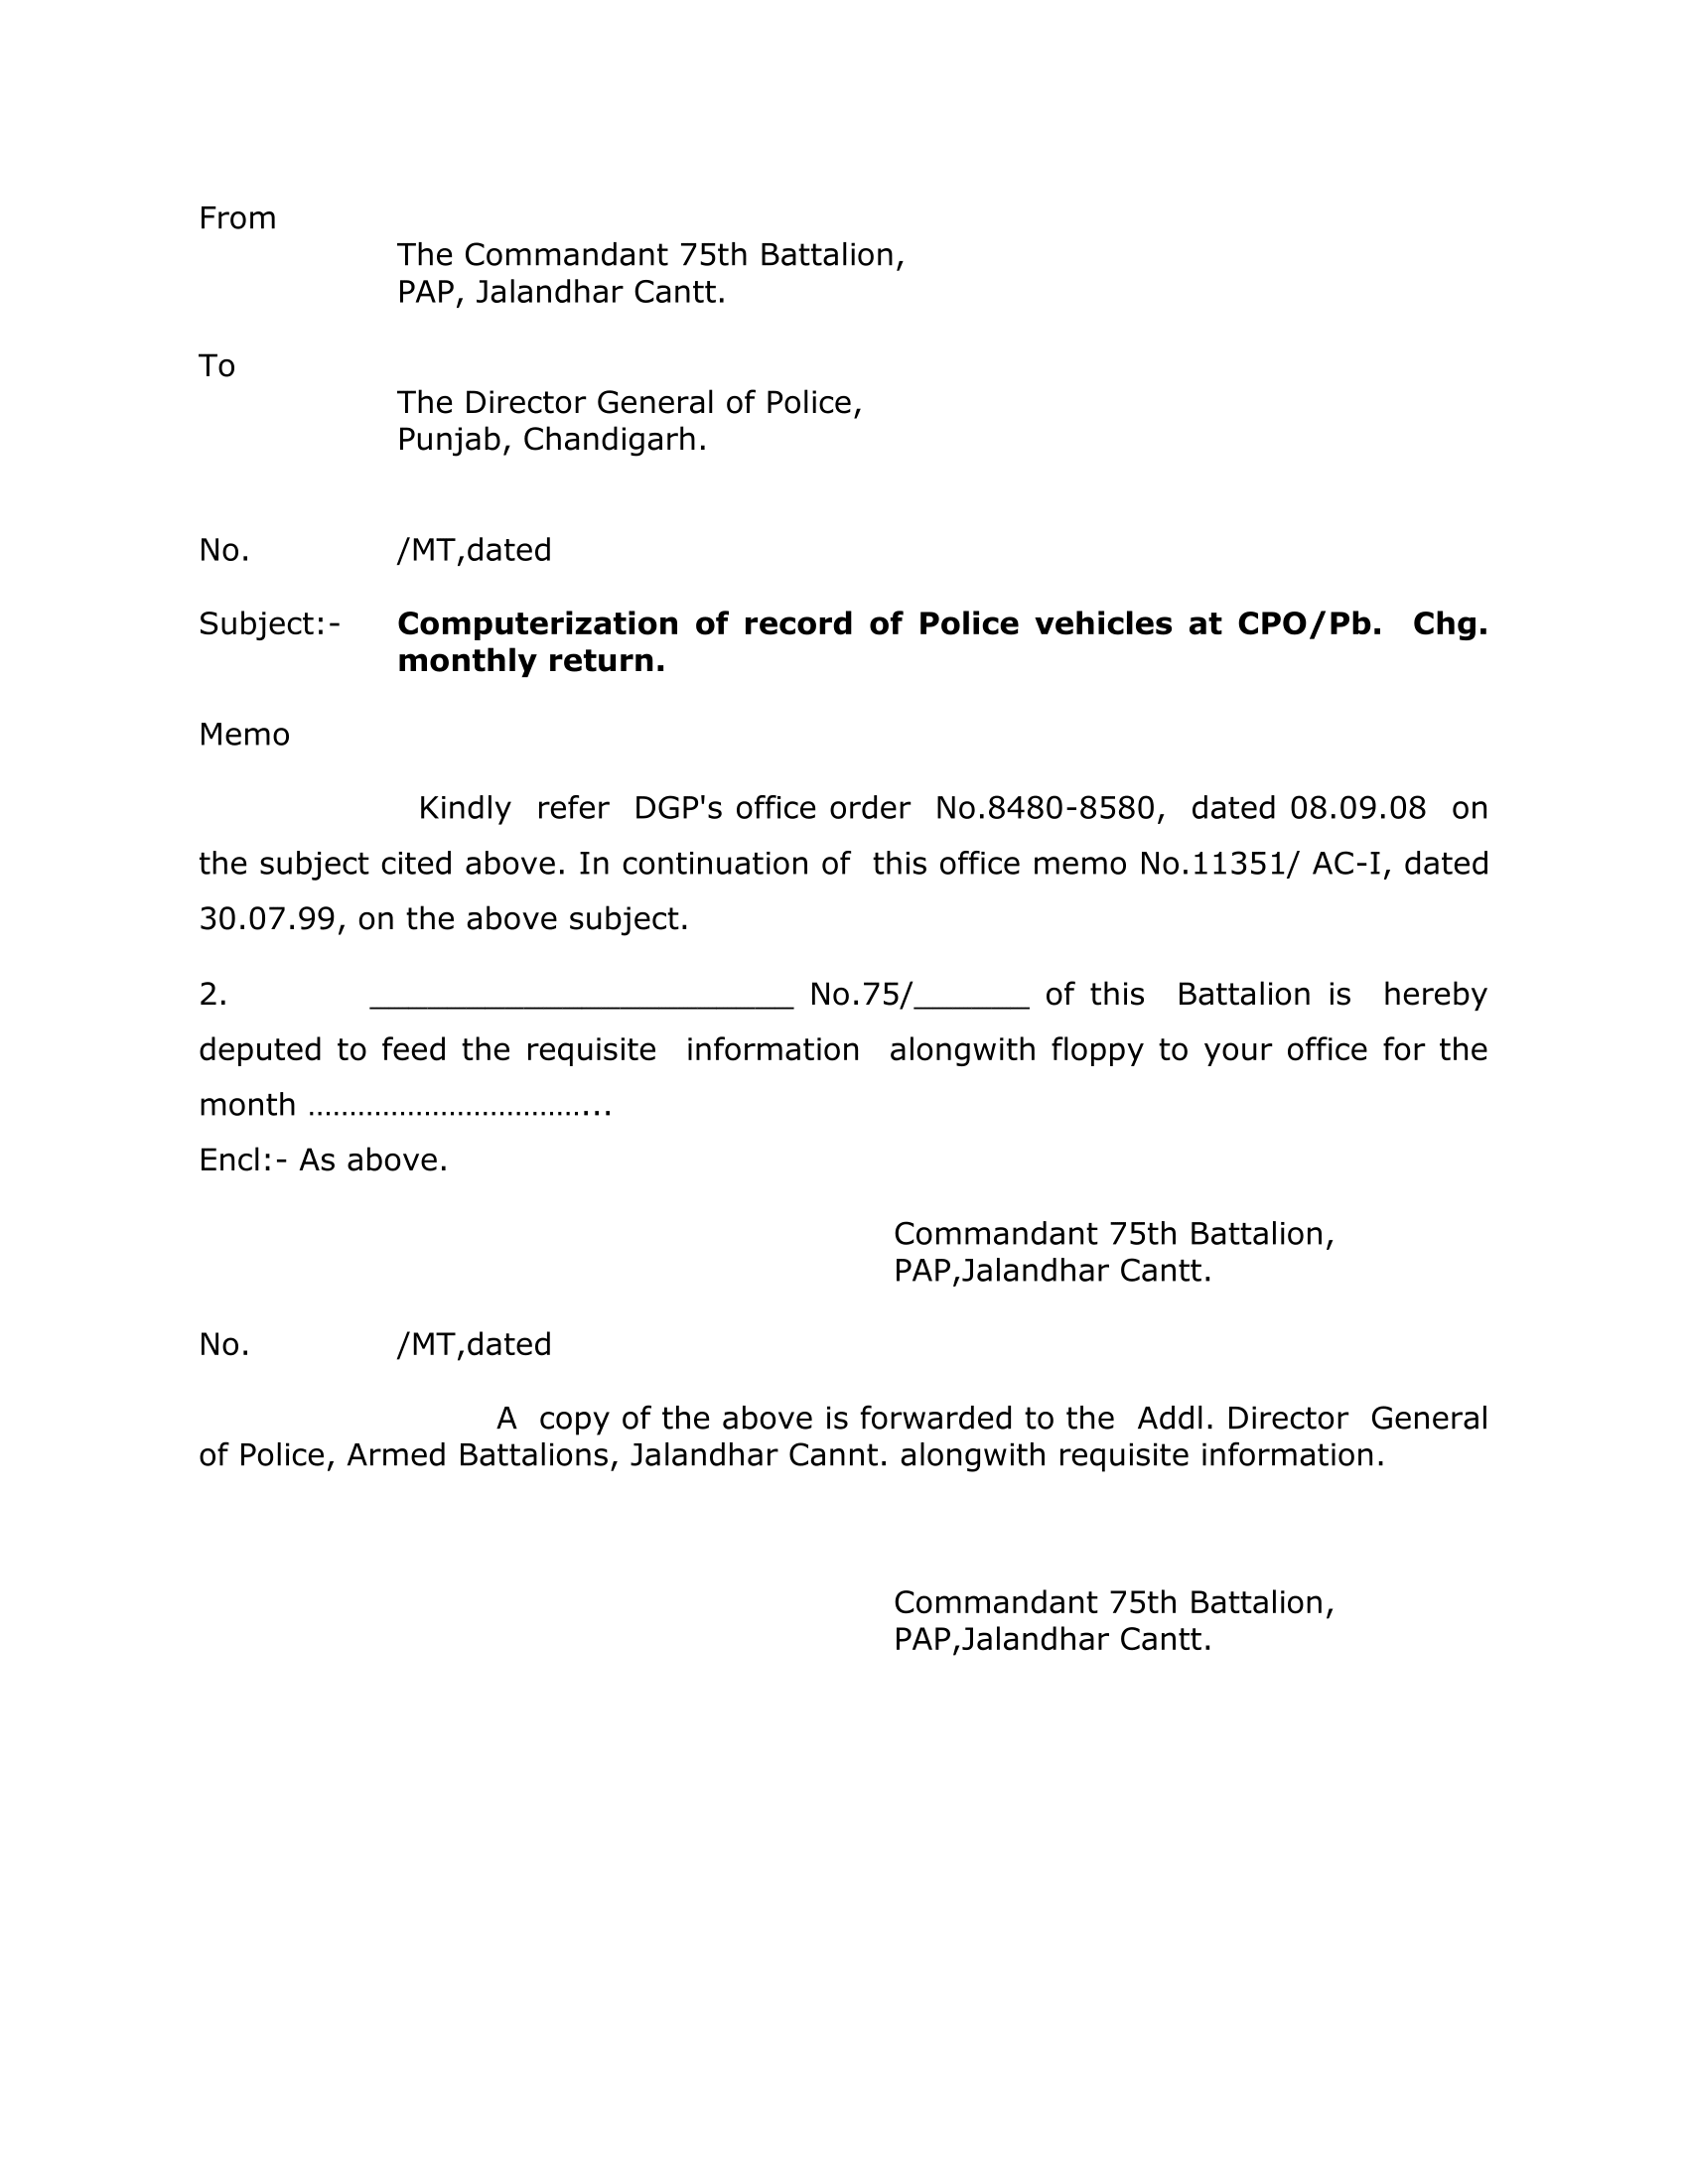 From
The Commandant 75th Battalion,
PAP, Jalandhar Cantt.
To
The Director General of Police,
Punjab, Chandigarh.
No. /MT,dated
Subject:- Computerization of record of Police vehicles at CPO/Pb. Chg.
monthly return.
Memo
Kindly refer DGP's office order No.8480-8580, dated 08.09.08 on
the subject cited above. In continuation of this office memo No.11351/ AC-I, dated
30.07.99, on the above subject.
2. __________________________ No.75/_______ of this Battalion is hereby
deputed to feed the requisite information alongwith floppy to your office for the
month ……………………………...
Encl:- As above.
Commandant 75th Battalion,
PAP,Jalandhar Cantt.
No. /MT,dated
A copy of the above is forwarded to the Addl. Director General
of Police, Armed Battalions, Jalandhar Cannt. alongwith requisite information.
Commandant 75th Battalion,
PAP,Jalandhar Cantt.